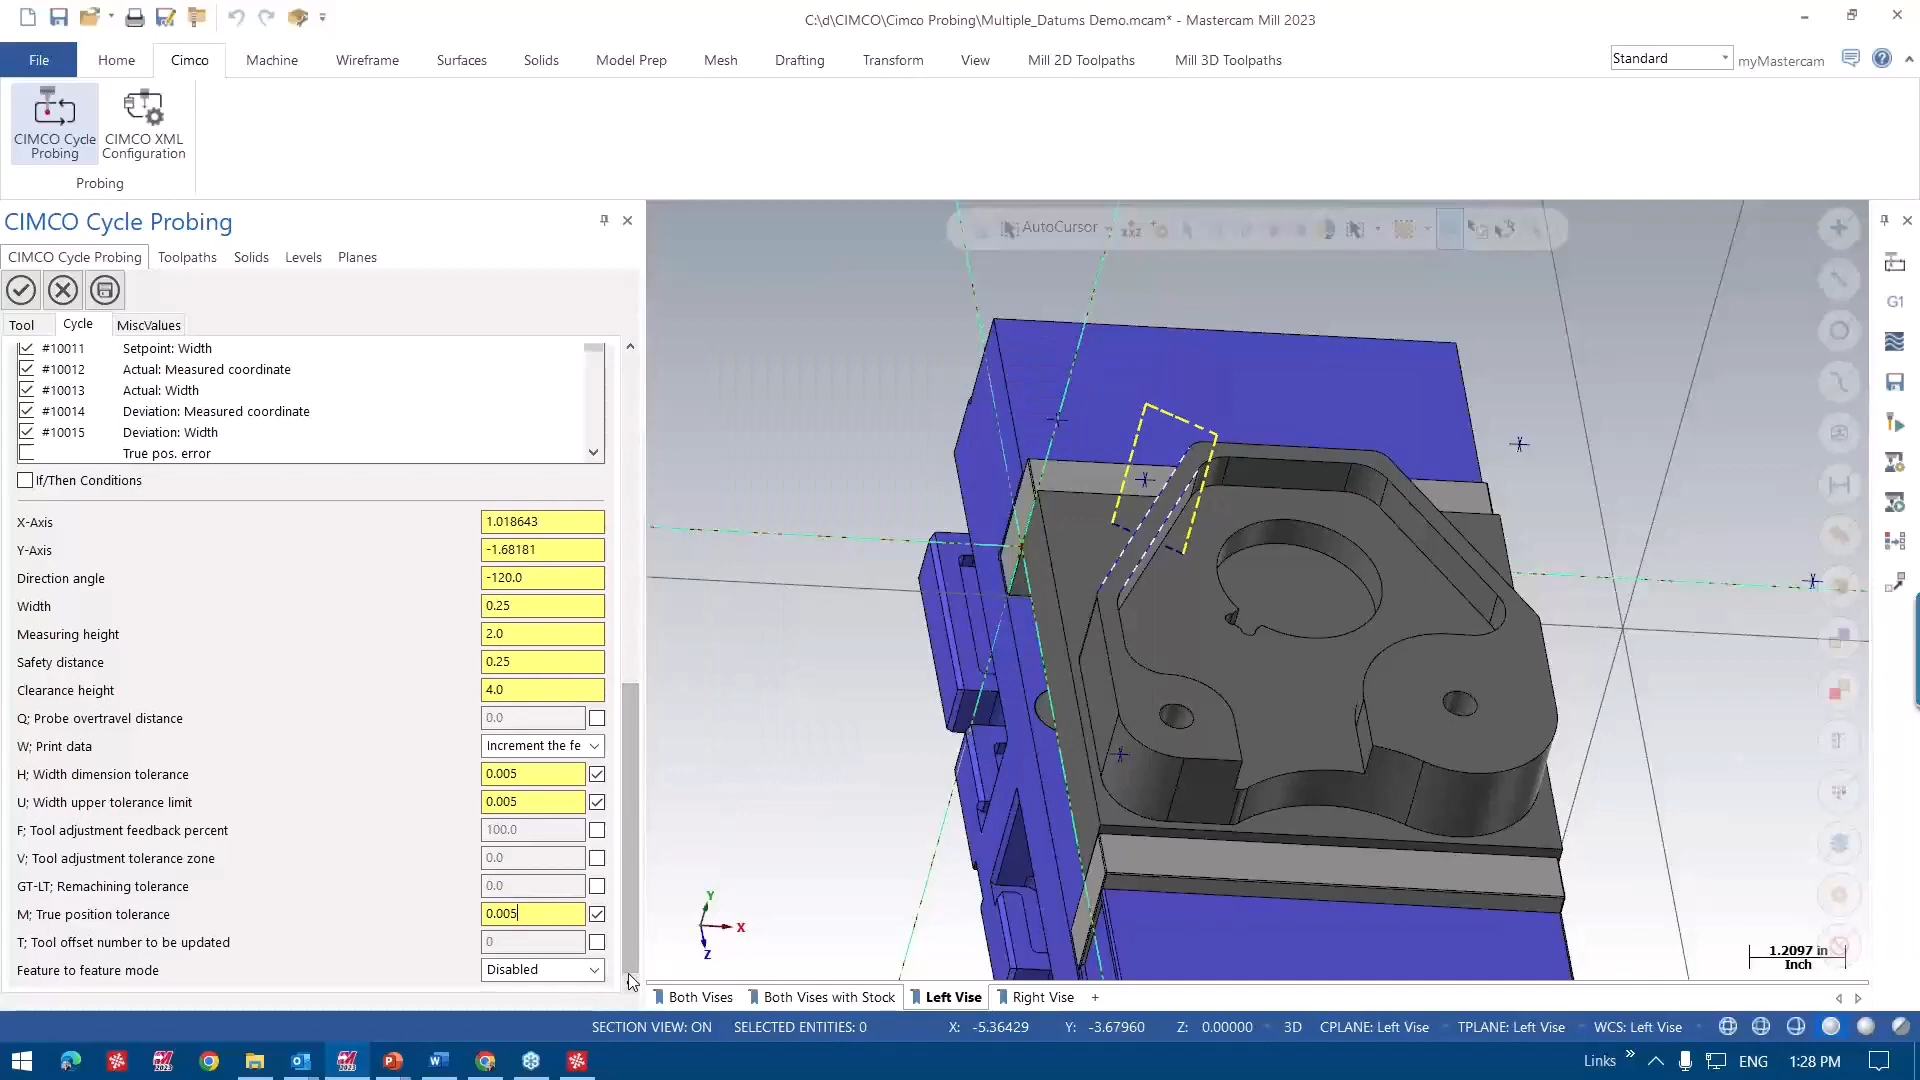 C:\d\CIMCO\Cimco Probing\Multiple_Datums Demo.mcam* - Mastercam Mill 2023
File Home Cimco Machine Wireframe Surfaces Solids Model Prep Mesh Drafting Transform View Mill 2D Toolpaths Mill 3D Toolpaths
Standard myMastercam
CIMCO Cycle Probing
CIMCO XML Configuration
Probing
CIMCO Cycle Probing
CIMCO Cycle Probing Toolpaths Solids Levels Planes
Tool Cycle MiscValues
#10011 Setpoint: Width
#10012 Actual: Measured coordinate
#10013 Actual: Width
#10014 Deviation: Measured coordinate
#10015 Deviation: Width
True pos. error
If/Then Conditions
X-Axis 1.018643
Y-Axis -1.68181
Direction angle -120.0
Width 0.25
Measuring height 2.0
Safety distance 0.25
Clearance height 4.0
Q; Probe overtravel distance 0.0
W; Print data Increment the fe
H; Width dimension tolerance 0.005
U; Width upper tolerance limit 0.005
F; Tool adjustment feedback percent 100.0
V; Tool adjustment tolerance zone 0.0
GT-LT; Remachining tolerance 0.0
M; True position tolerance 0.005
T; Tool offset number to be updated 0
Feature to feature mode Disabled
AutoCursor
G1
Y
X
Z
1.2097 in
Inch
Both Vises Both Vises with Stock Left Vise Right Vise +
SECTION VIEW: ON SELECTED ENTITIES: 0 X: -5.36429 Y: -3.67960 Z: 0.00000 3D CPLANE: Left Vise TPLANE: Left Vise WCS: Left Vise
Links ENG 1:28 PM